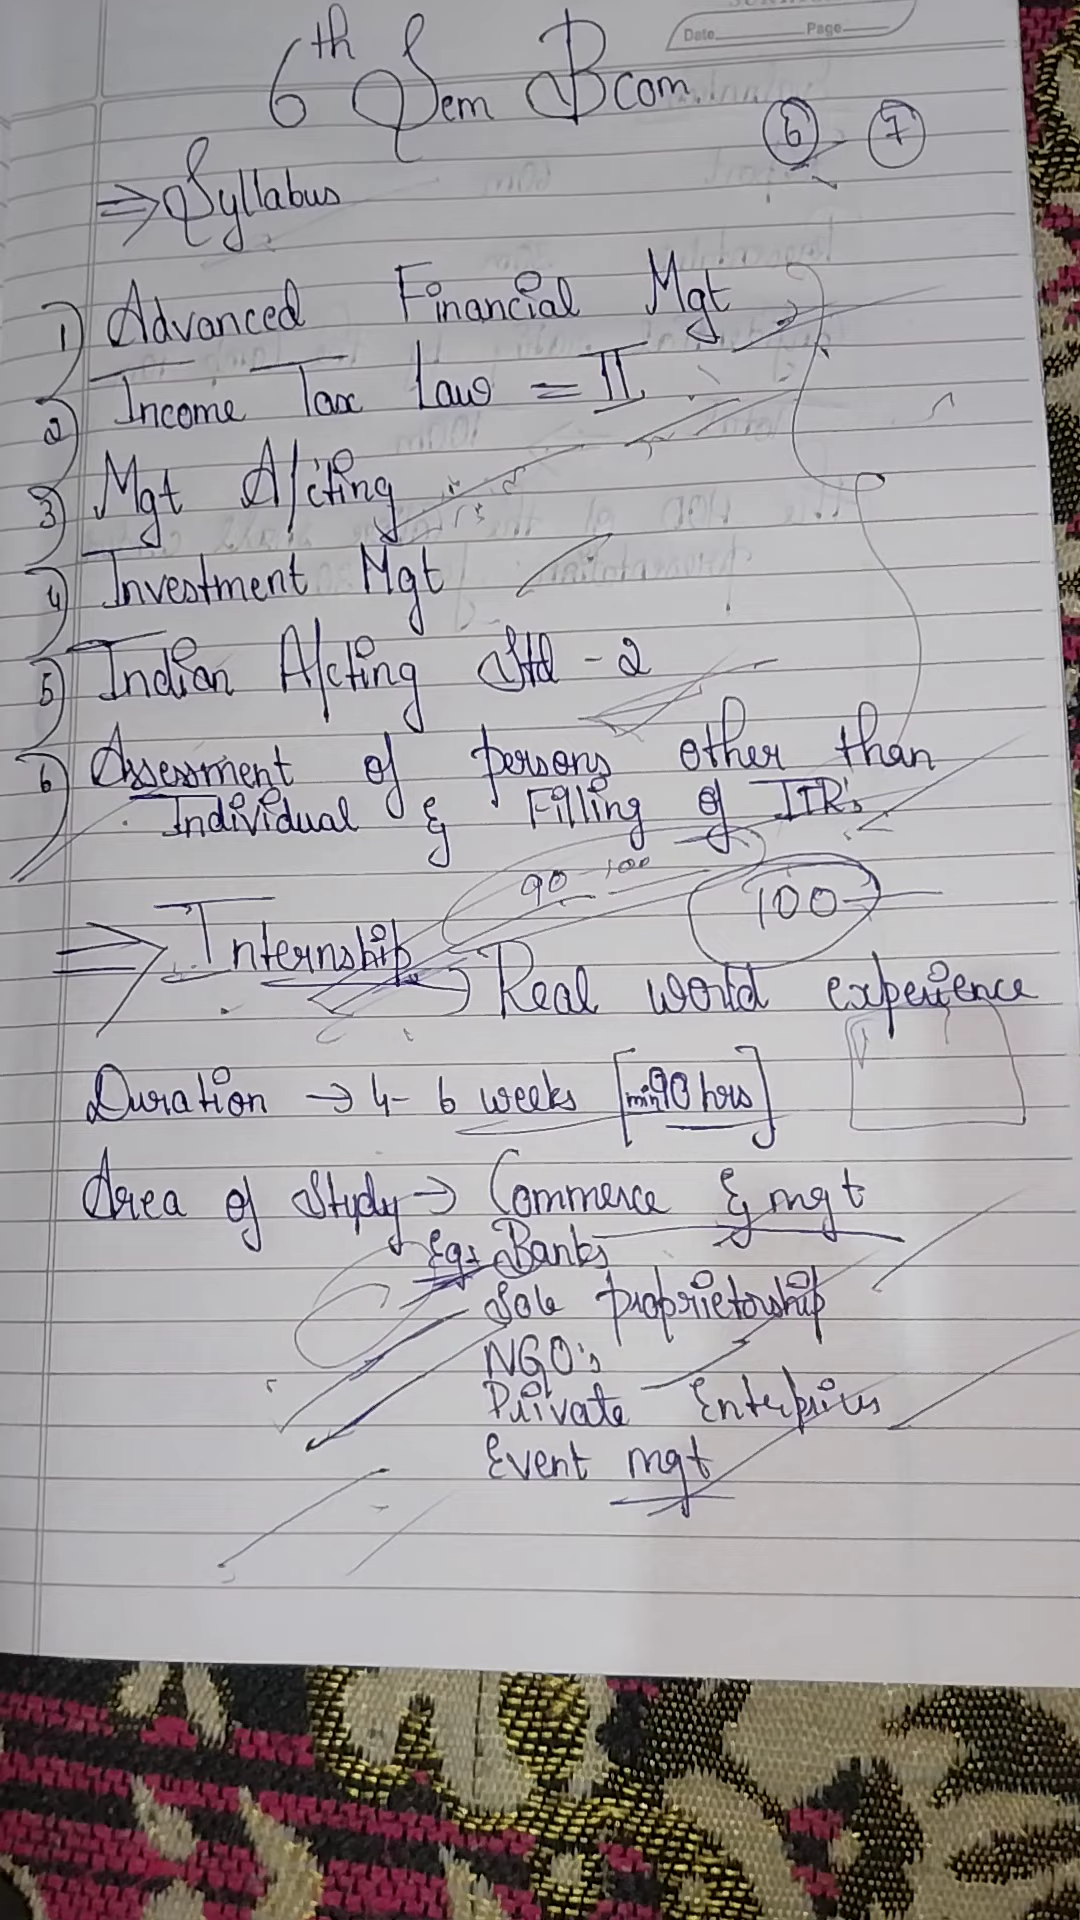 Date Page
6th Sem Bcom
6 7
⇒ Syllabus
1) Advanced Financial Mgt
2) Income Tax Law = II
3) Mgt A/cting
4) Investment Mgt
5) Indian A/cting Std - 2
6) Assessment of persons other than
Individual & Filling of ITR's
90 100 100
⇒ Internship → Real world experience
Duration → 4- 6 weeks [min 90 hrs]
Area of Study → Commerce & mgt
Eg: Banks
Sole proprietorship
NGO's
Private Enterprises
Event mgt